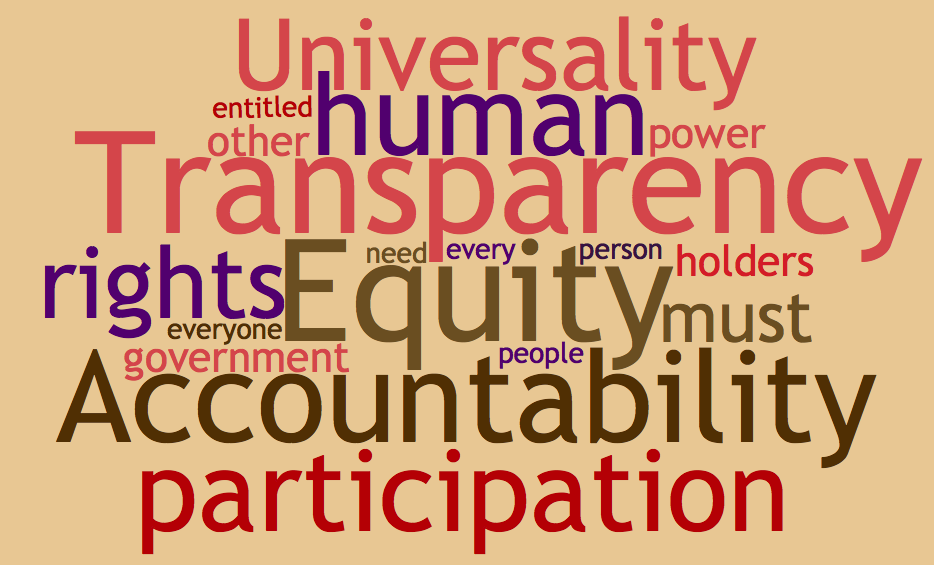 Universality
entitled human
other power
Transparency
need every person
rights Equity holders
everyone must
government people
Accountability
participation